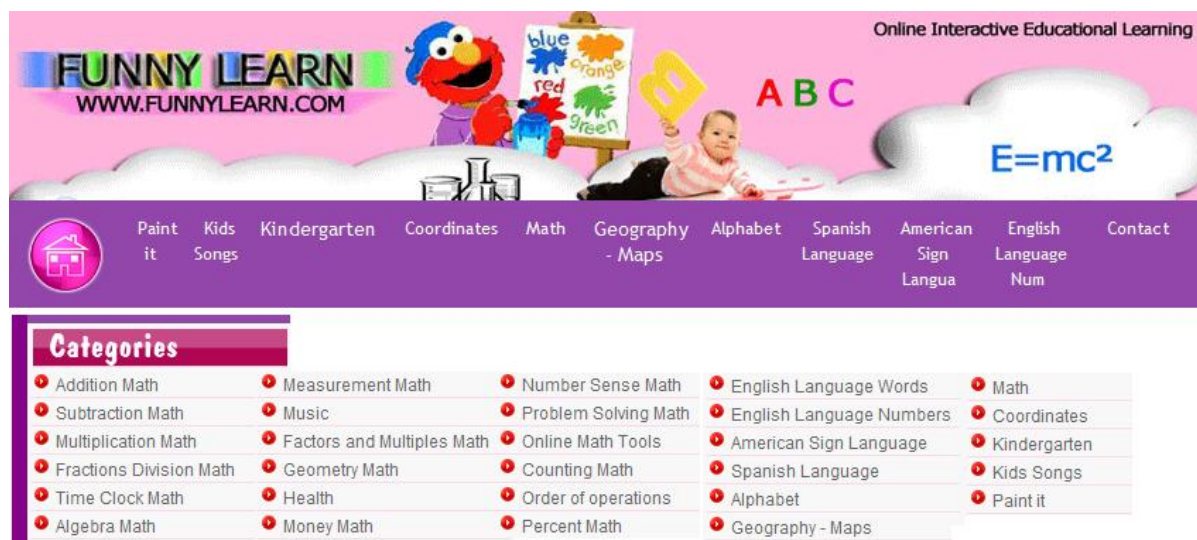 Online Interactive Educational Learning
FUNNY LEARN
WWW.FUNNYLEARN.COM
blue
orange
red
green
B
A B C
E=mc²
Paint it
Kids Songs
Kindergarten
Coordinates
Math
Geography - Maps
Alphabet
Spanish Language
American Sign Langua
English Language Num
Contact
Categories
Addition Math
Subtraction Math
Multiplication Math
Fractions Division Math
Time Clock Math
Algebra Math
Measurement Math
Music
Factors and Multiples Math
Geometry Math
Health
Money Math
Number Sense Math
Problem Solving Math
Online Math Tools
Counting Math
Order of operations
Percent Math
English Language Words
English Language Numbers
American Sign Language
Spanish Language
Alphabet
Geography - Maps
Math
Coordinates
Kindergarten
Kids Songs
Paint it